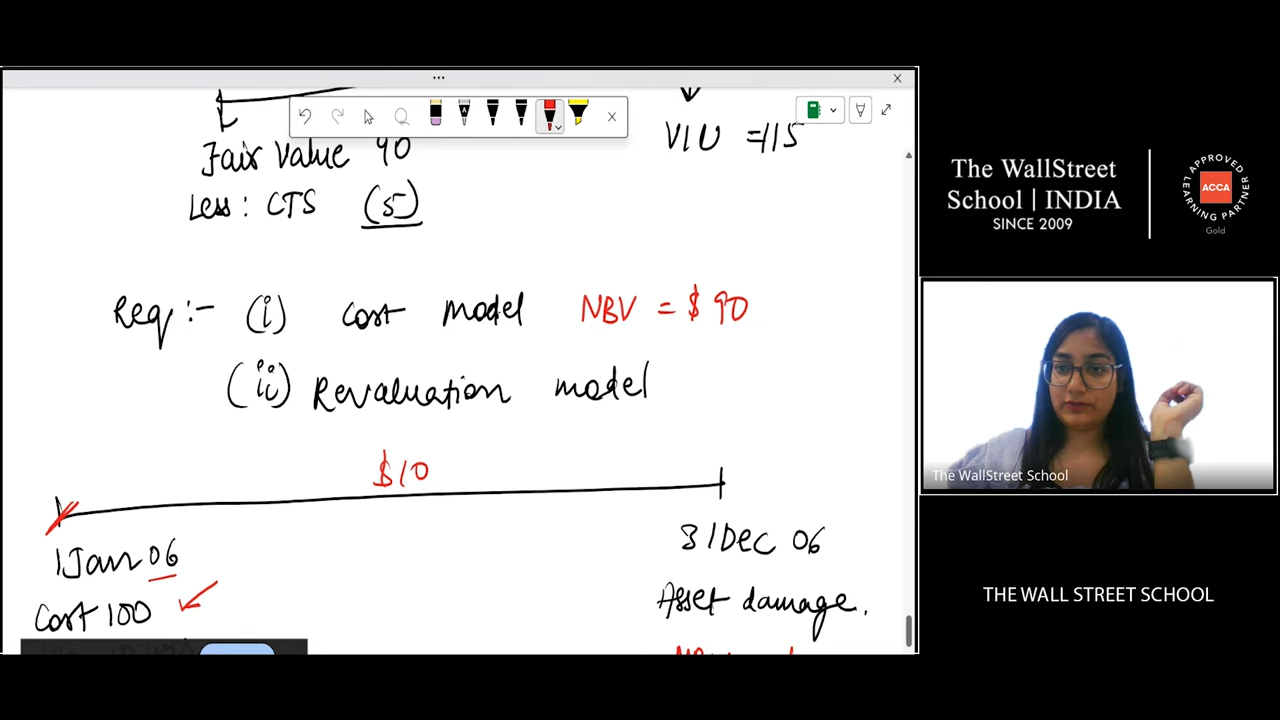 VIU = 115
Fair Value 90
Less : CTS (5)
Req :- (i) Cost model NBV = $ 90
(ii) Revaluation model
$10
1 Jan 06
31 Dec 06
Cost 100
Asset damage.
The WallStreet
School | INDIA
SINCE 2009
APPROVED
ACCA
LEARNING PARTNER
Gold
The WallStreet School
THE WALL STREET SCHOOL